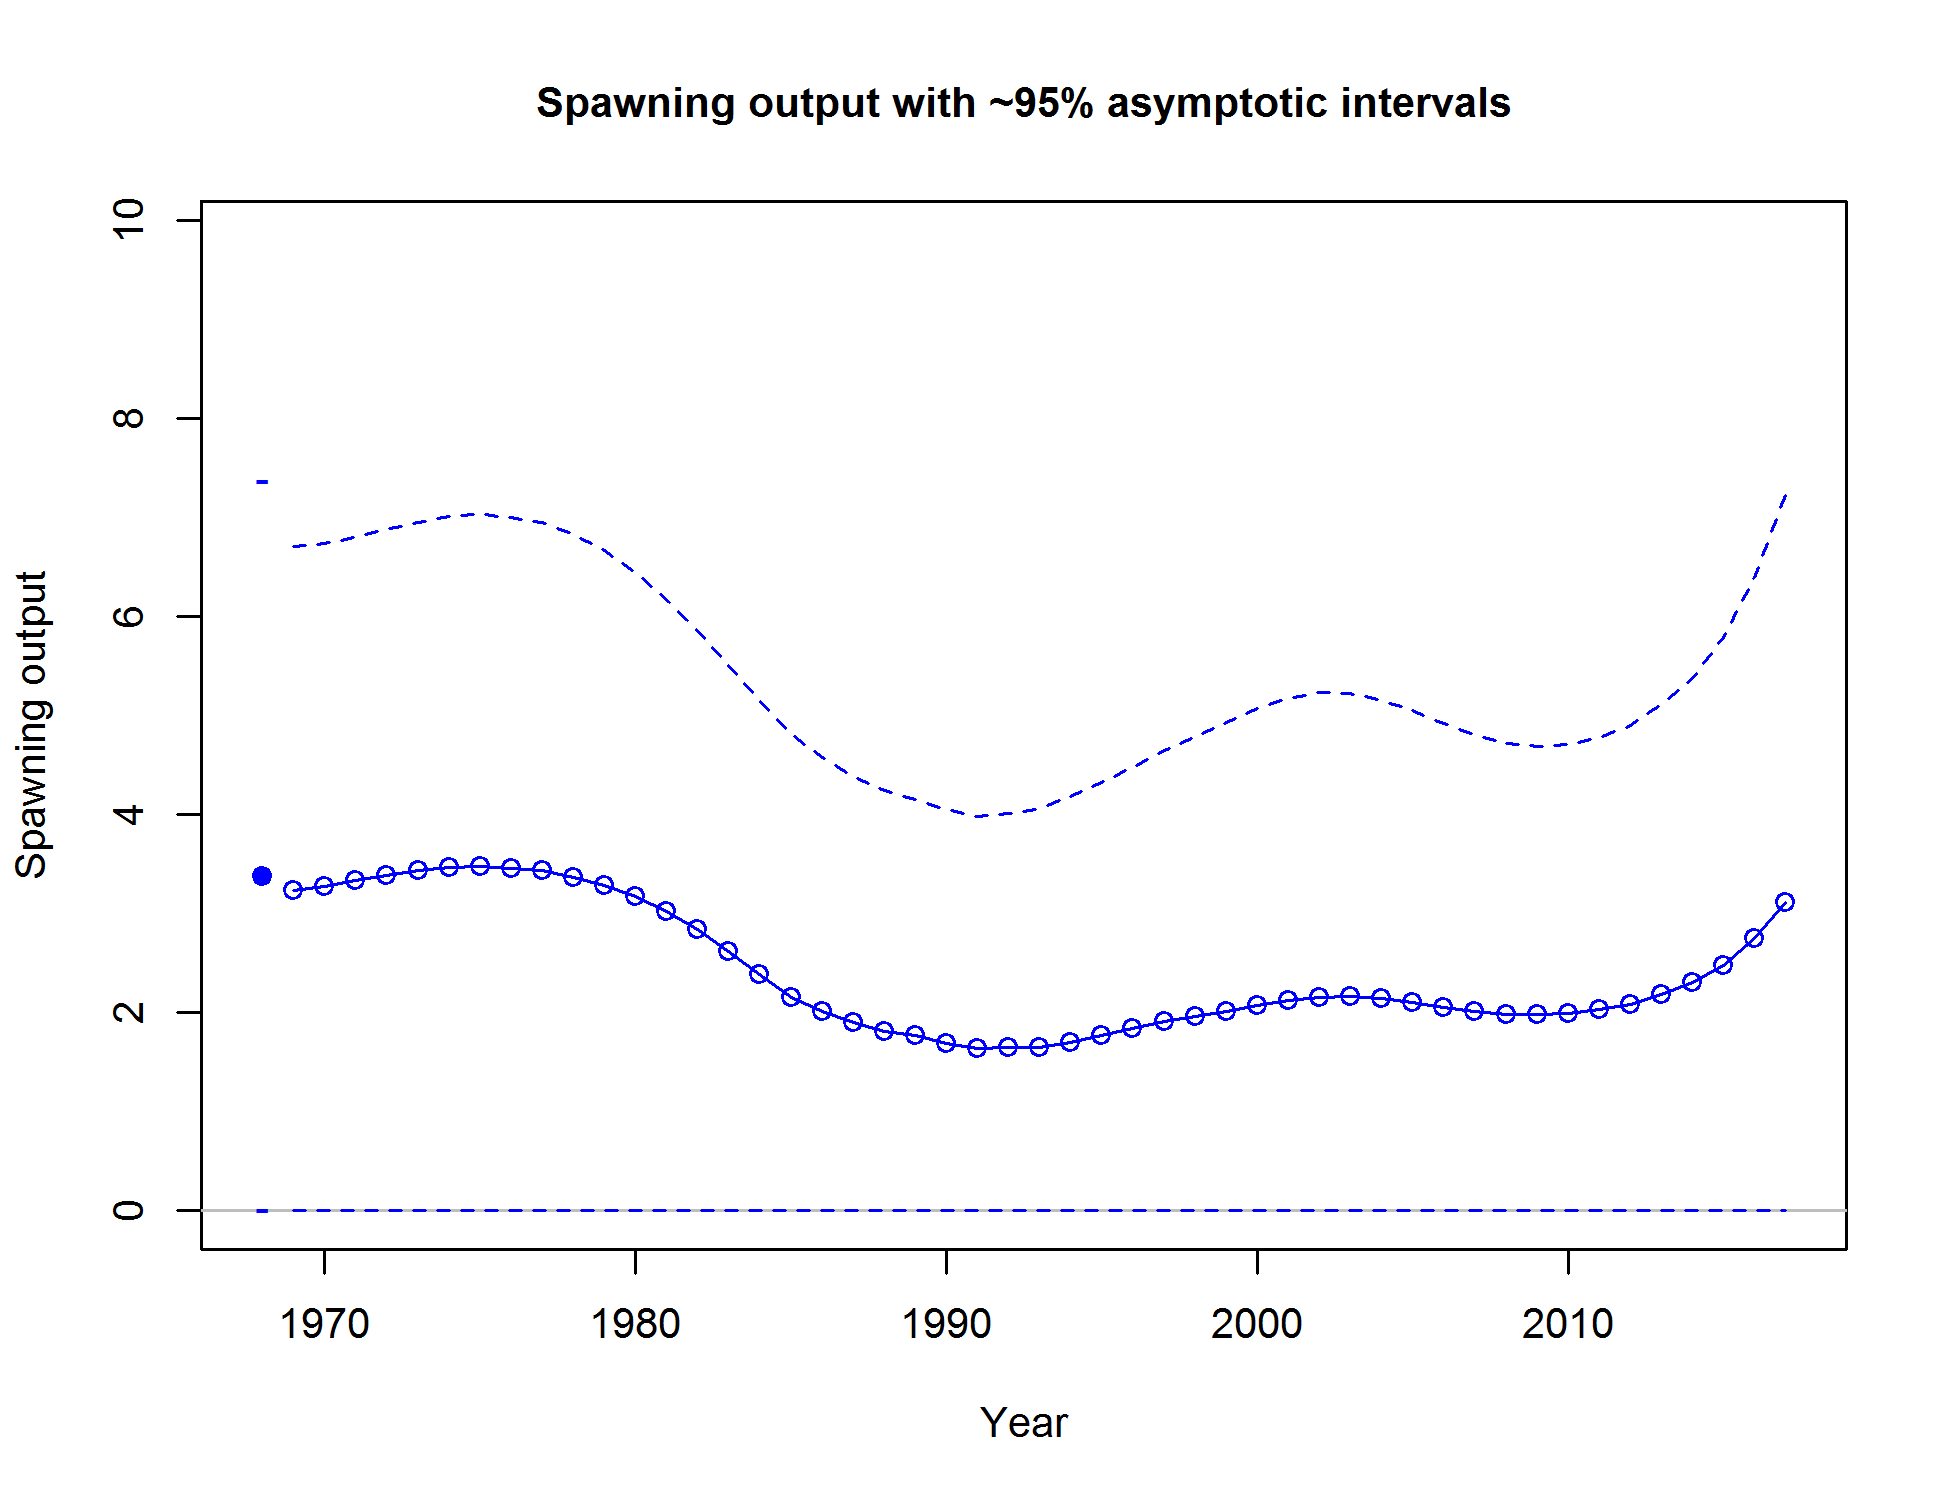 Spawning output with ~95% asymptotic intervals
10
8
6
4
2
0
Spawning output
1970 1980 1990 2000 2010
Year